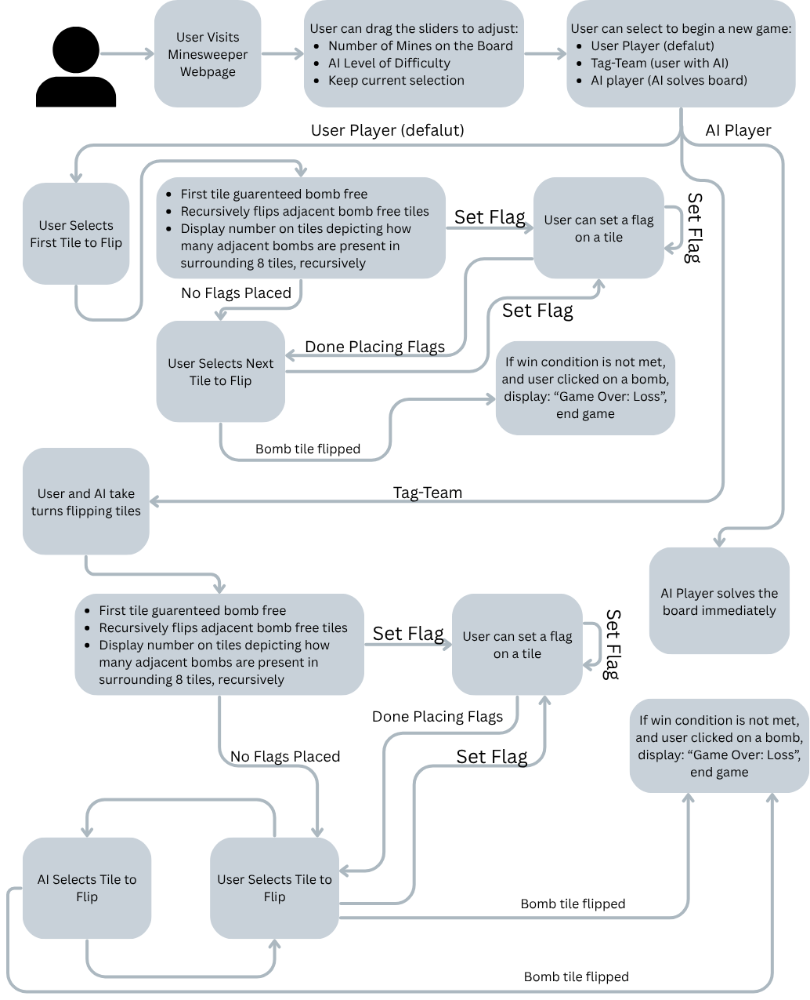 User Visits
Minesweeper
Webpage
User can drag the sliders to adjust:
• Number of Mines on the Board
• AI Level of Difficulty
• Keep current selection
User can select to begin a new game:
• User Player (defalut)
• Tag-Team (user with AI)
• AI player (AI solves board)
User Player (defalut)
AI Player
User Selects
First Tile to Flip
• First tile guarenteed bomb free
• Recursively flips adjacent bomb free tiles
• Display number on tiles depicting how
many adjacent bombs are present in
surrounding 8 tiles, recursively
Set Flag
User can set a flag
on a tile
Set Flag
No Flags Placed
Set Flag
Done Placing Flags
User Selects Next
Tile to Flip
If win condition is not met,
and user clicked on a bomb,
display: “Game Over: Loss”,
end game
Bomb tile flipped
Tag-Team
User and AI take
turns flipping tiles
AI Player solves the
board immediately
• First tile guarenteed bomb free
• Recursively flips adjacent bomb free tiles
• Display number on tiles depicting how
many adjacent bombs are present in
surrounding 8 tiles, recursively
Set Flag
User can set a flag
on a tile
Set Flag
Done Placing Flags
No Flags Placed
Set Flag
If win condition is not met,
and user clicked on a bomb,
display: “Game Over: Loss”,
end game
AI Selects Tile to
Flip
User Selects Tile to
Flip
Bomb tile flipped
Bomb tile flipped